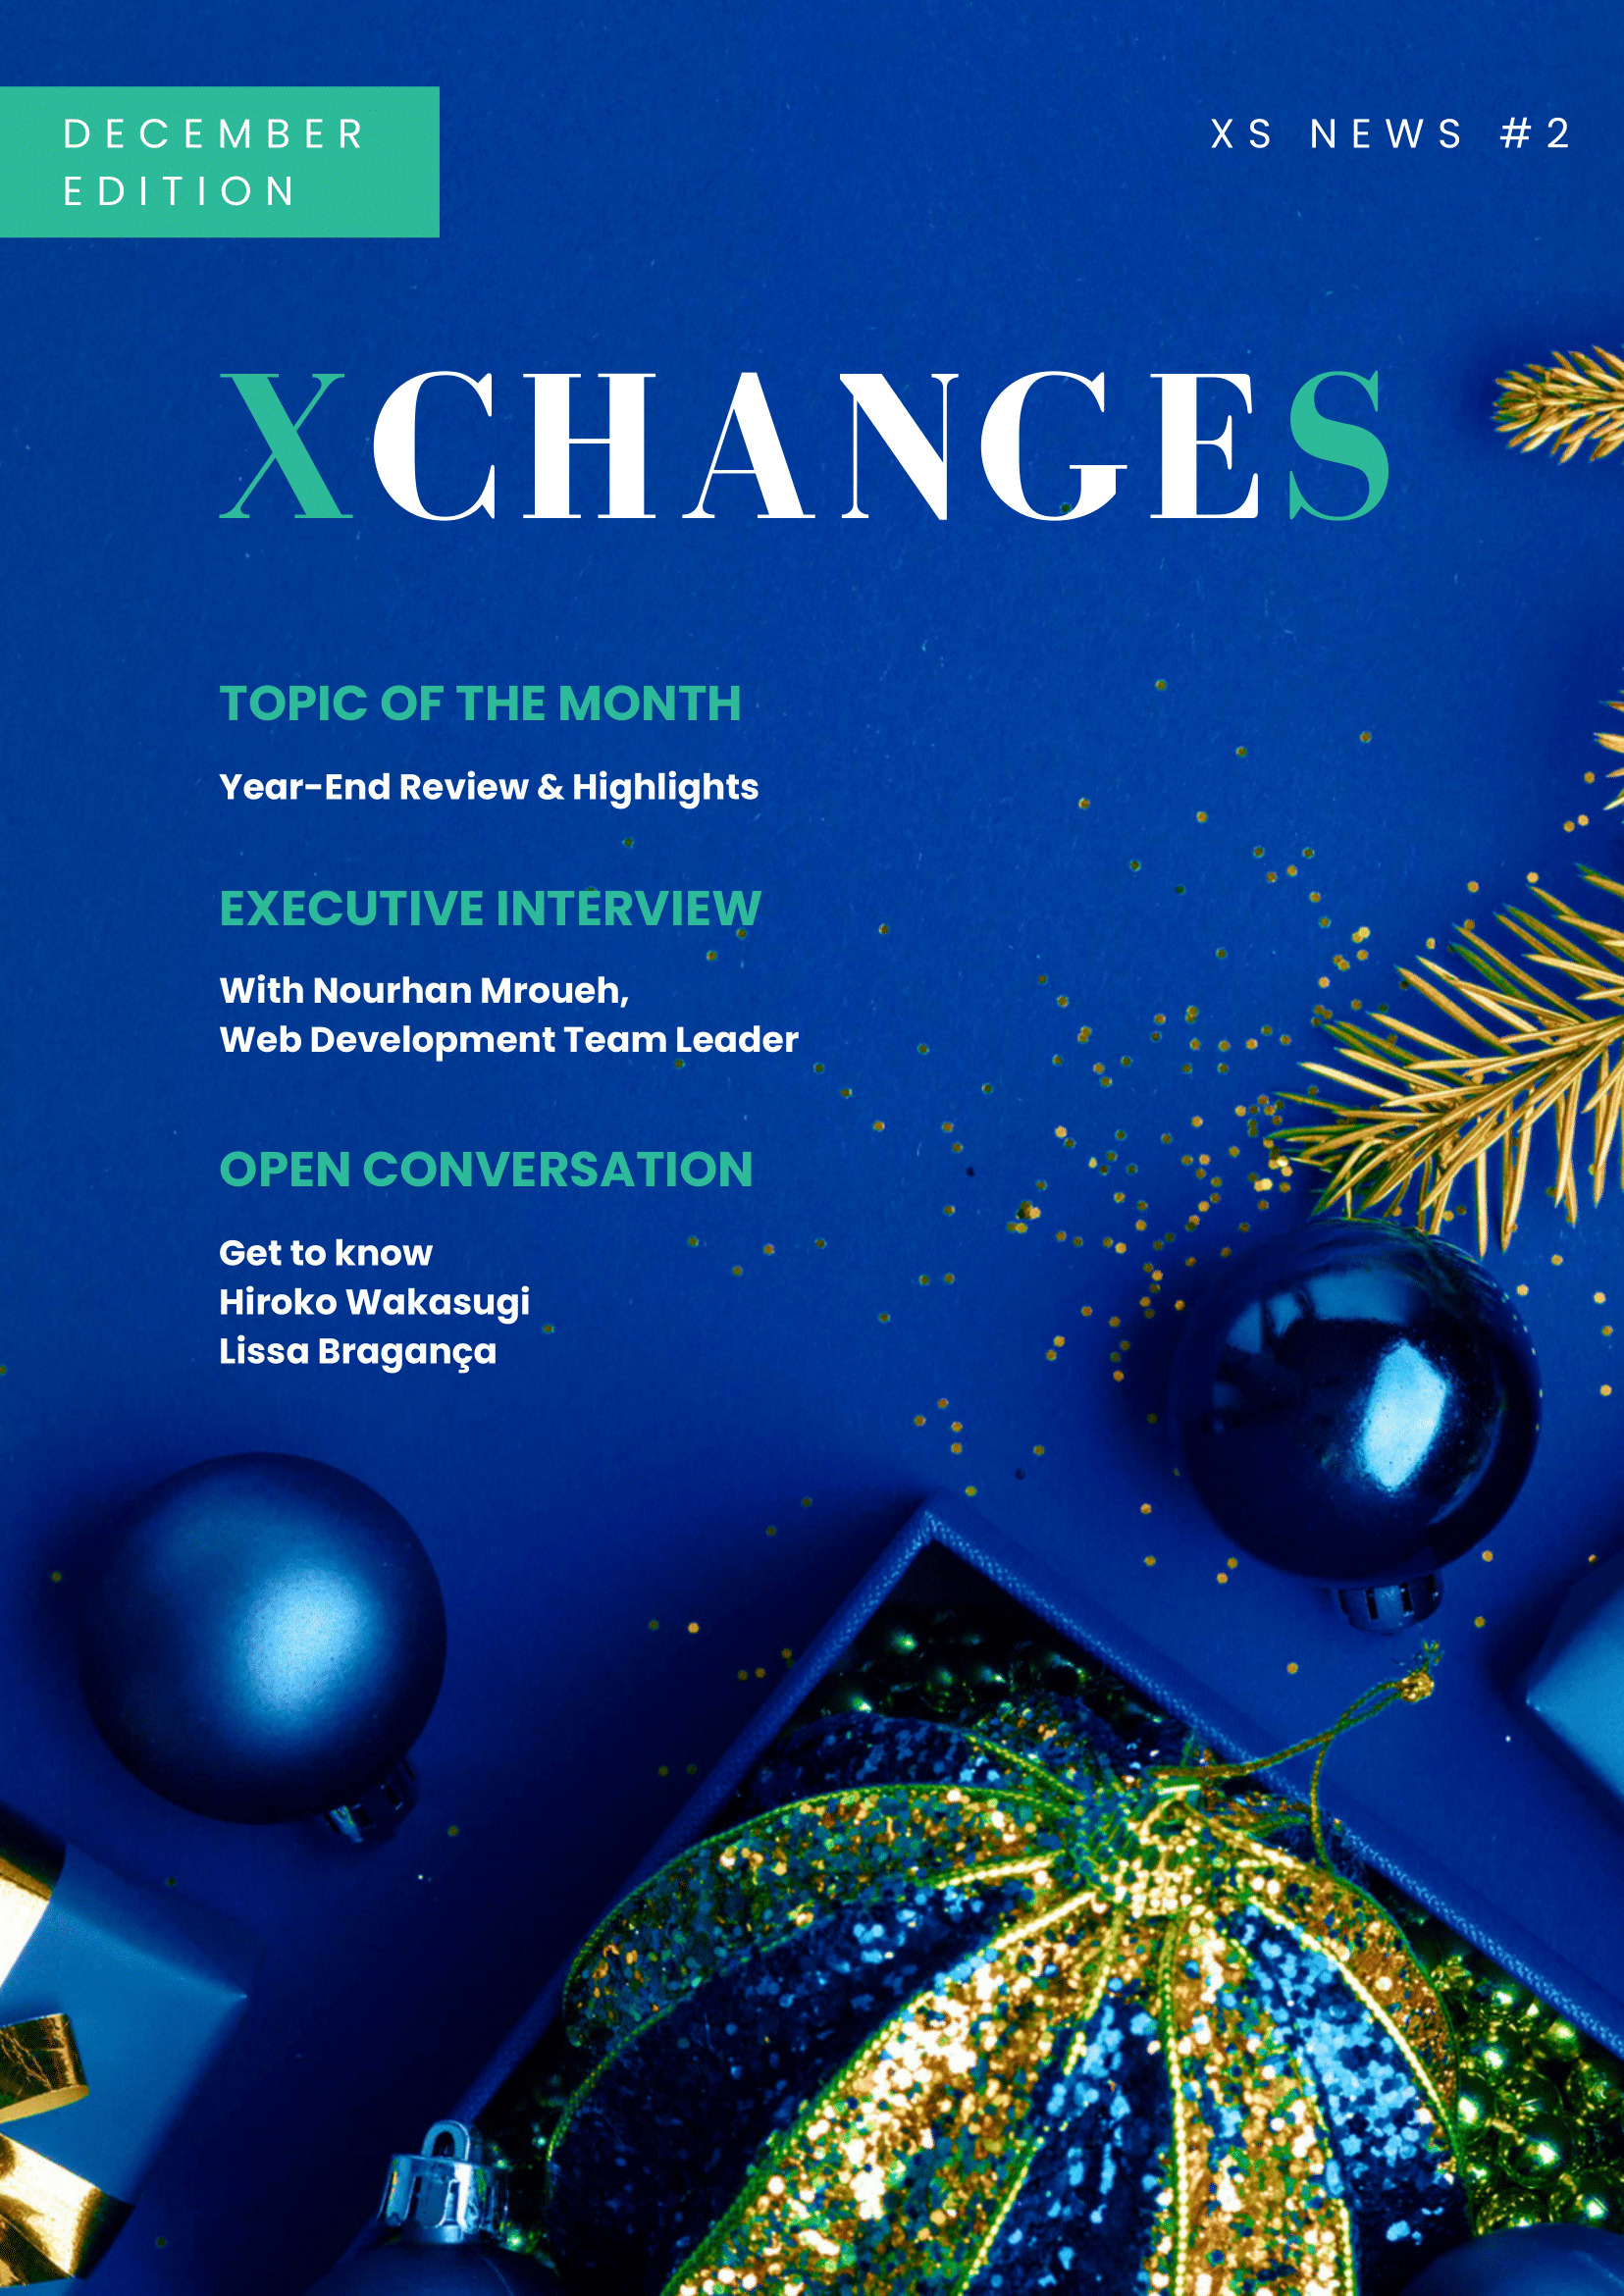 DECEMBER
EDITION
XS NEWS #2
XCHANGES
TOPIC OF THE MONTH
Year-End Review & Highlights
EXECUTIVE INTERVIEW
With Nourhan Mroueh,
Web Development Team Leader
OPEN CONVERSATION
Get to know
Hiroko Wakasugi
Lissa Bragança